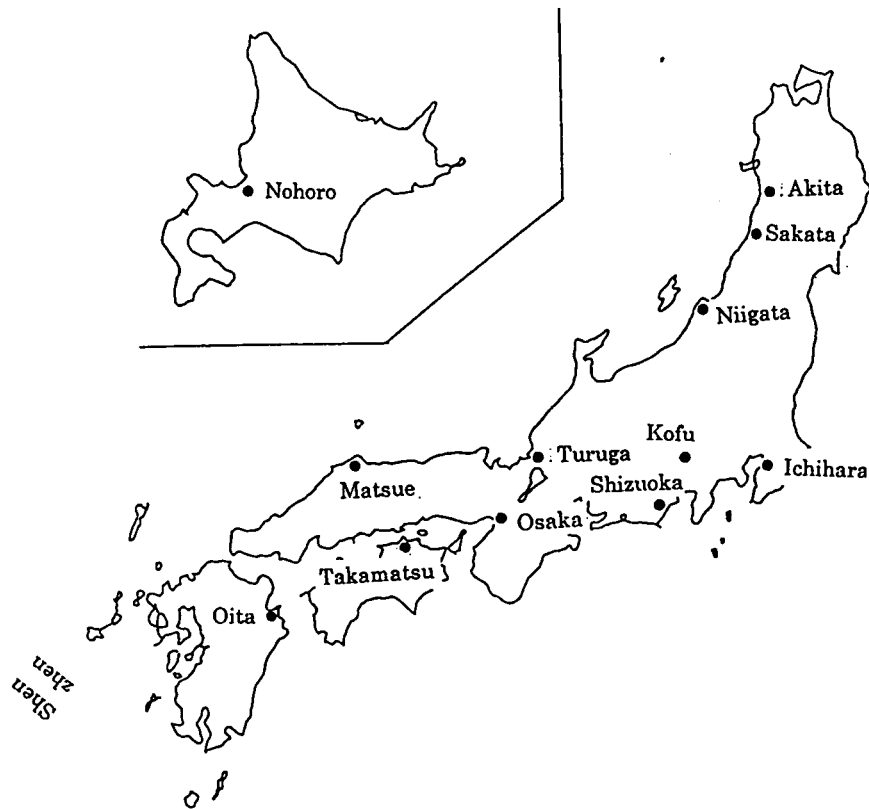 Nohoro
Akita
Sakata
Niigata
Kofu
Turuga
Ichihara
Matsue
Shizuoka
Osaka
Takamatsu
Oita
Shen
zhen